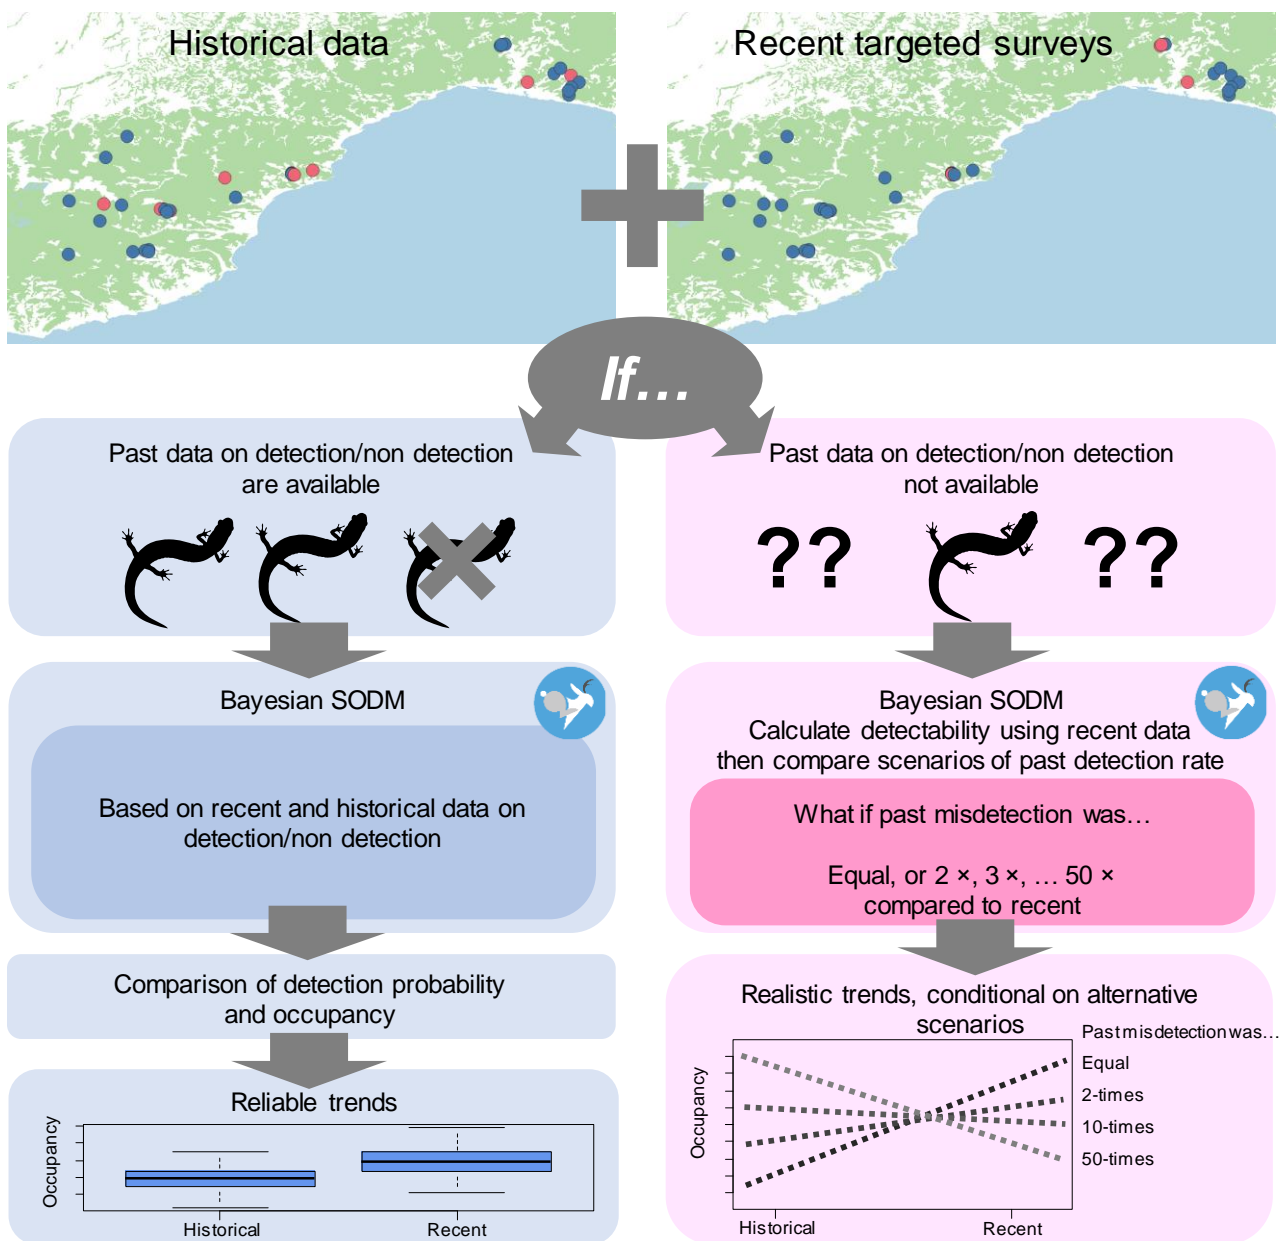 Historical data
Recent targeted surveys
If...
Past data on detection/non detection
are available
Past data on detection/non detection
not available
??
??
Bayesian SODM
Based on recent and historical data on
detection/non detection
Bayesian SODM
Calculate detectability using recent data
then compare scenarios of past detection rate
What if past misdetection was…
Equal, or 2 ×, 3 ×, … 50 ×
compared to recent
Comparison of detection probability
and occupancy
Reliable trends
Occupancy
Historical
Recent
Realistic trends, conditional on alternative
scenarios
Past misdetection was…
Equal
2-times
10-times
50-times
Occupancy
Historical
Recent